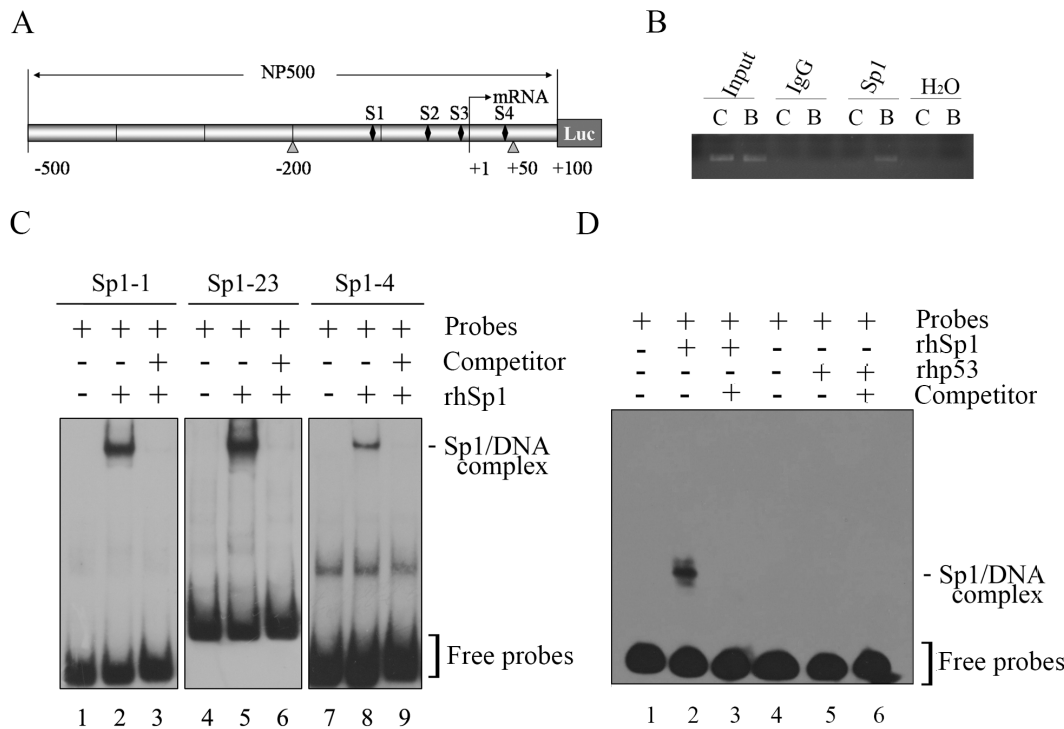 A
NP500
mRNA
S1 S2 S3 S4
Luc
-500 -200 +1 +50 +100
B
Input IgG Sp1 H2O
C B C B C B C B
C
Sp1-1 Sp1-23 Sp1-4
+ + + + + + + + + Probes
- - + - - + - - + Competitor
- + + - + + - + + rhSp1
- Sp1/DNA
complex
Free probes
1 2 3 4 5 6 7 8 9
D
+ + + + + + Probes
- + + - - - rhSp1
- - - - + + rhp53
- - + - - + Competitor
- Sp1/DNA
complex
Free probes
1 2 3 4 5 6